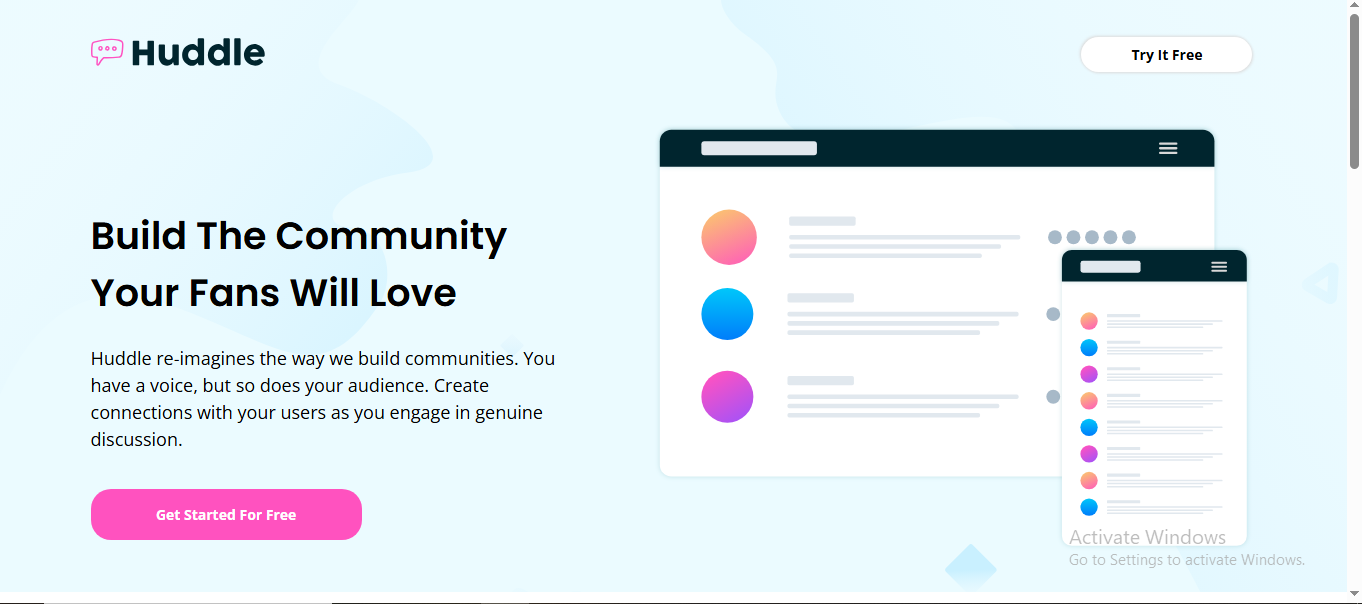 Huddle
Try It Free
Build The Community
Your Fans Will Love
Huddle re-imagines the way we build communities. You
have a voice, but so does your audience. Create
connections with your users as you engage in genuine
discussion.
Get Started For Free
Activate Windows
Go to Settings to activate Windows.